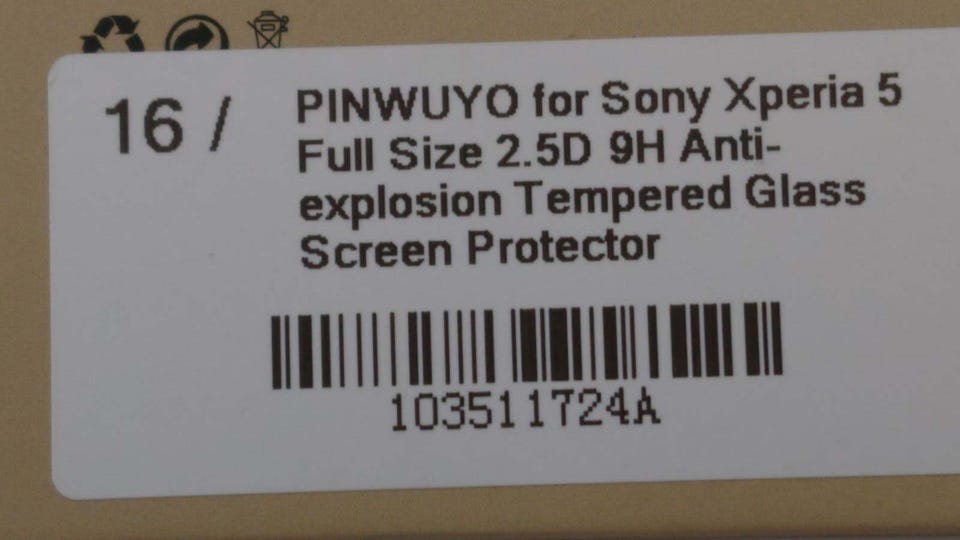 16 /
PINWUYO for Sony Xperia 5
Full Size 2.5D 9H Anti-
explosion Tempered Glass
Screen Protector
103511724A